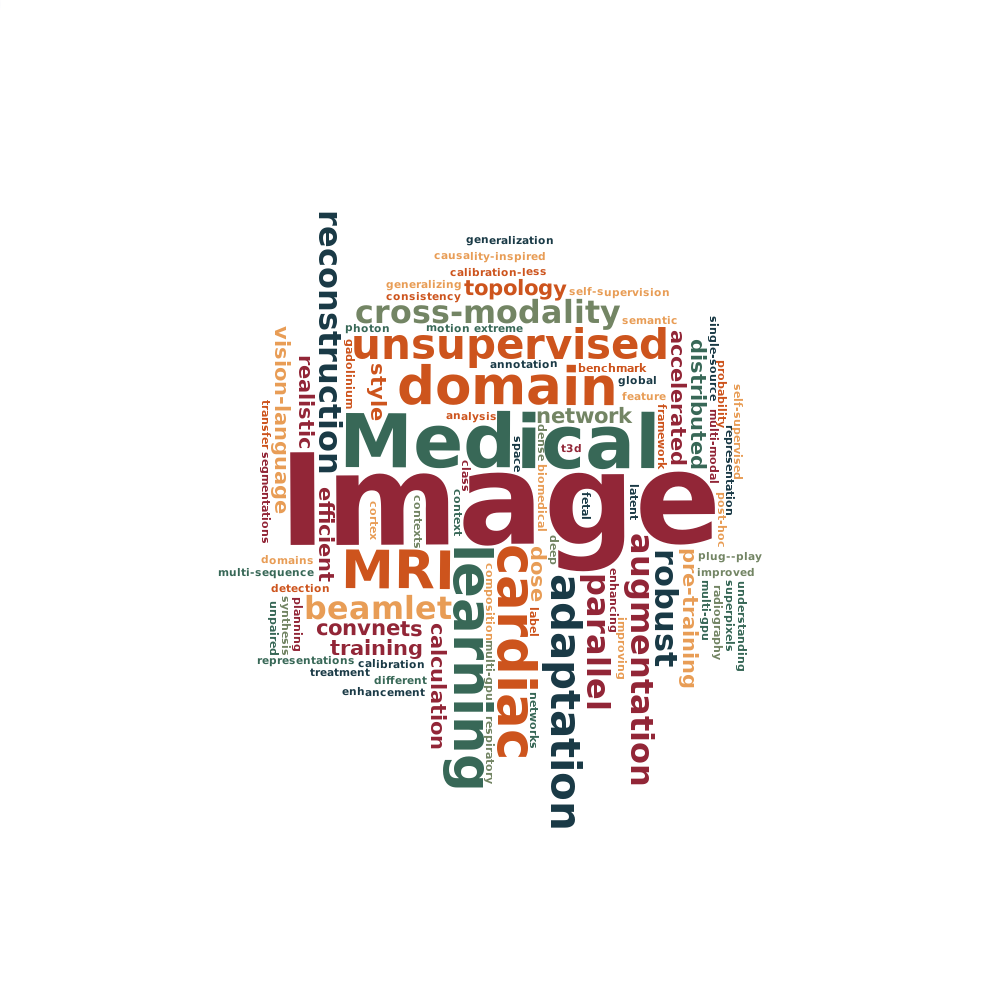 reconstruction
generalization
causality-inspired
calibration-less
generalizing
topology
self-supervision
consistency
cross-modality
semantic
photon
motion
extreme
unsupervised
annotation
benchmark
domain
global
feature
vision-language
realistic
gadolinium
style
accelerated
distributed
single-source
probability
self-supervised
analysis
network
framework
multi-modal
representation
transfer
segmentations
Medical
dense
t3d
space
class
biomedical
Image
efficient
cortex
contexts
context
fetal
latent
post-hoc
domains
multi-sequence
detection
MRI
learning
cardiac
dose
deep
adaptation
parallel
enhancing
augmentation
robust
pre-training
plug--play
improved
beamlet
composition
label
improving
multi-gpu
radiography
superpixels
understanding
unpaired
synthesis
planning
convnets
training
calculation
multi-gpu
representations
calibration
treatment
different
enhancement
networks
respiratory